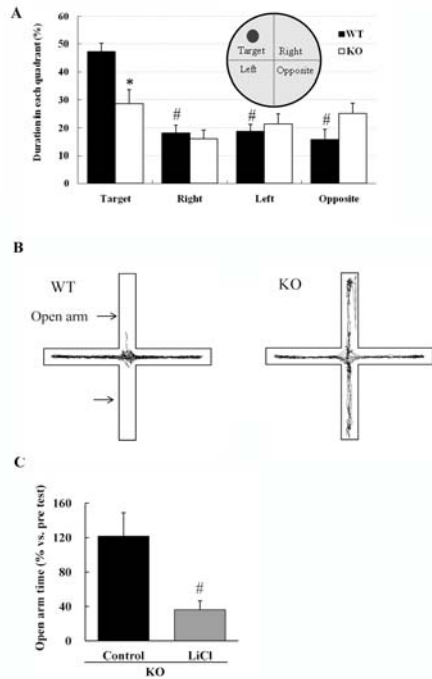 A
Duration in each quadrant (%)
60
50
40
30
20
10
0
Target
Right
Left
Opposite
WT
KO
*
#
#
#
Target
Right
Left
Opposite
B
WT
KO
Open arm
C
Open arm time (% vs. pre test)
160
120
80
40
0
#
Control
LiCl
KO